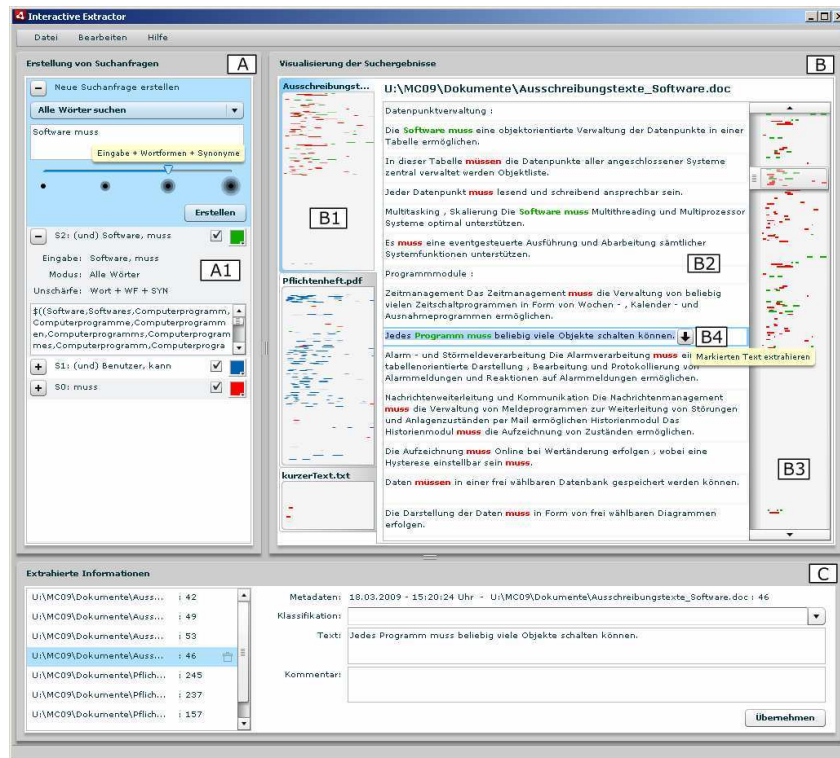 Interactive Extractor
Datei Bearbeiten Hilfe
Erstellung von Suchanfragen
A
Neue Suchanfrage erstellen
Alle Wörter suchen
Software muss
Eingabe + Wortformen + Synonyme
Erstellen
S2: (und) Software, muss
A1
Eingabe: Software, muss
Modus: Alle Wörter
Unschärfe: Wort + WF + SYN
$((Software,Softwares,Computerprogramm,
Computerprogramme,Computerprogramm
en,Computerprogramms,Computerprogram
mes,Computerprogramm,Computerprogra
S1: (und) Benutzer, kann
S0: muss
Visualisierung der Suchergebnisse
B
Ausschreibungst...
B1
Pflichtenheft.pdf
kurzerText.txt
U:\MC09\Dokumente\Ausschreibungstexte_Software.doc
Datenpunktverwaltung :
Die Software muss eine objektorientierte Verwaltung der Datenpunkte in einer
Tabelle ermöglichen.
In dieser Tabelle müssen die Datenpunkte aller angeschlossener Systeme
zentral verwaltet werden Objektliste.
Jeder Datenpunkt muss lesend und schreibend ansprechbar sein.
Multitasking , Skalierung Die Software muss Multithreading und Multiprozessor
Systeme optimal unterstützen.
Es muss eine eventgesteuerte Ausführung und Abarbeitung sämtlicher
Systemfunktionen unterstützen.
B2
Programmmodule :
Zeitmanagement Das Zeitmanagement muss die Verwaltung von beliebig
vielen Zeitschaltprogrammen in Form von Wochen - , Kalender - und
Ausnahmeprogrammen ermöglichen.
Jedes Programm muss beliebig viele Objekte schalten können.
B4
Markierten Text extrahieren
Alarm - und Störmeldeverarbeitung Die Alarmverarbeitung muss
tabellenorientierte Darstellung , Bearbeitung und Protokollierung von
Alarmmeldungen und Reaktionen auf Alarmmeldungen ermöglichen.
Nachrichtenweiterleitung und Kommunikation Die Nachrichtenmanagement
muss die Verwaltung von Meldeprogrammen zur Weiterleitung von Störungen
und Anlagenzuständen per Mail ermöglichen Historienmodul Das
Historienmodul muss die Aufzeichnung von Zuständen ermöglichen.
Die Aufzeichnung muss Online bei Wertänderung erfolgen , wobei eine
Hysterese einstellbar sein muss.
B3
Daten müssen in einer frei wählbaren Datenbank gespeichert werden können.
Die Darstellung der Daten muss in Form von frei wählbaren Diagrammen
erfolgen.
Extrahierte Informationen
C
U:\MC09\Dokumente\Auss... : 42
U:\MC09\Dokumente\Auss... : 49
U:\MC09\Dokumente\Auss... : 53
U:\MC09\Dokumente\Auss... : 46
U:\MC09\Dokumente\Pflich... : 245
U:\MC09\Dokumente\Pflich... : 237
U:\MC09\Dokumente\Pflich... : 157
Metadaten: 18.03.2009 - 15:20:24 Uhr - U:\MC09\Dokumente\Ausschreibungstexte_Software.doc : 46
Klassifikation:
Text: Jedes Programm muss beliebig viele Objekte schalten können.
Kommentar:
Übernehmen